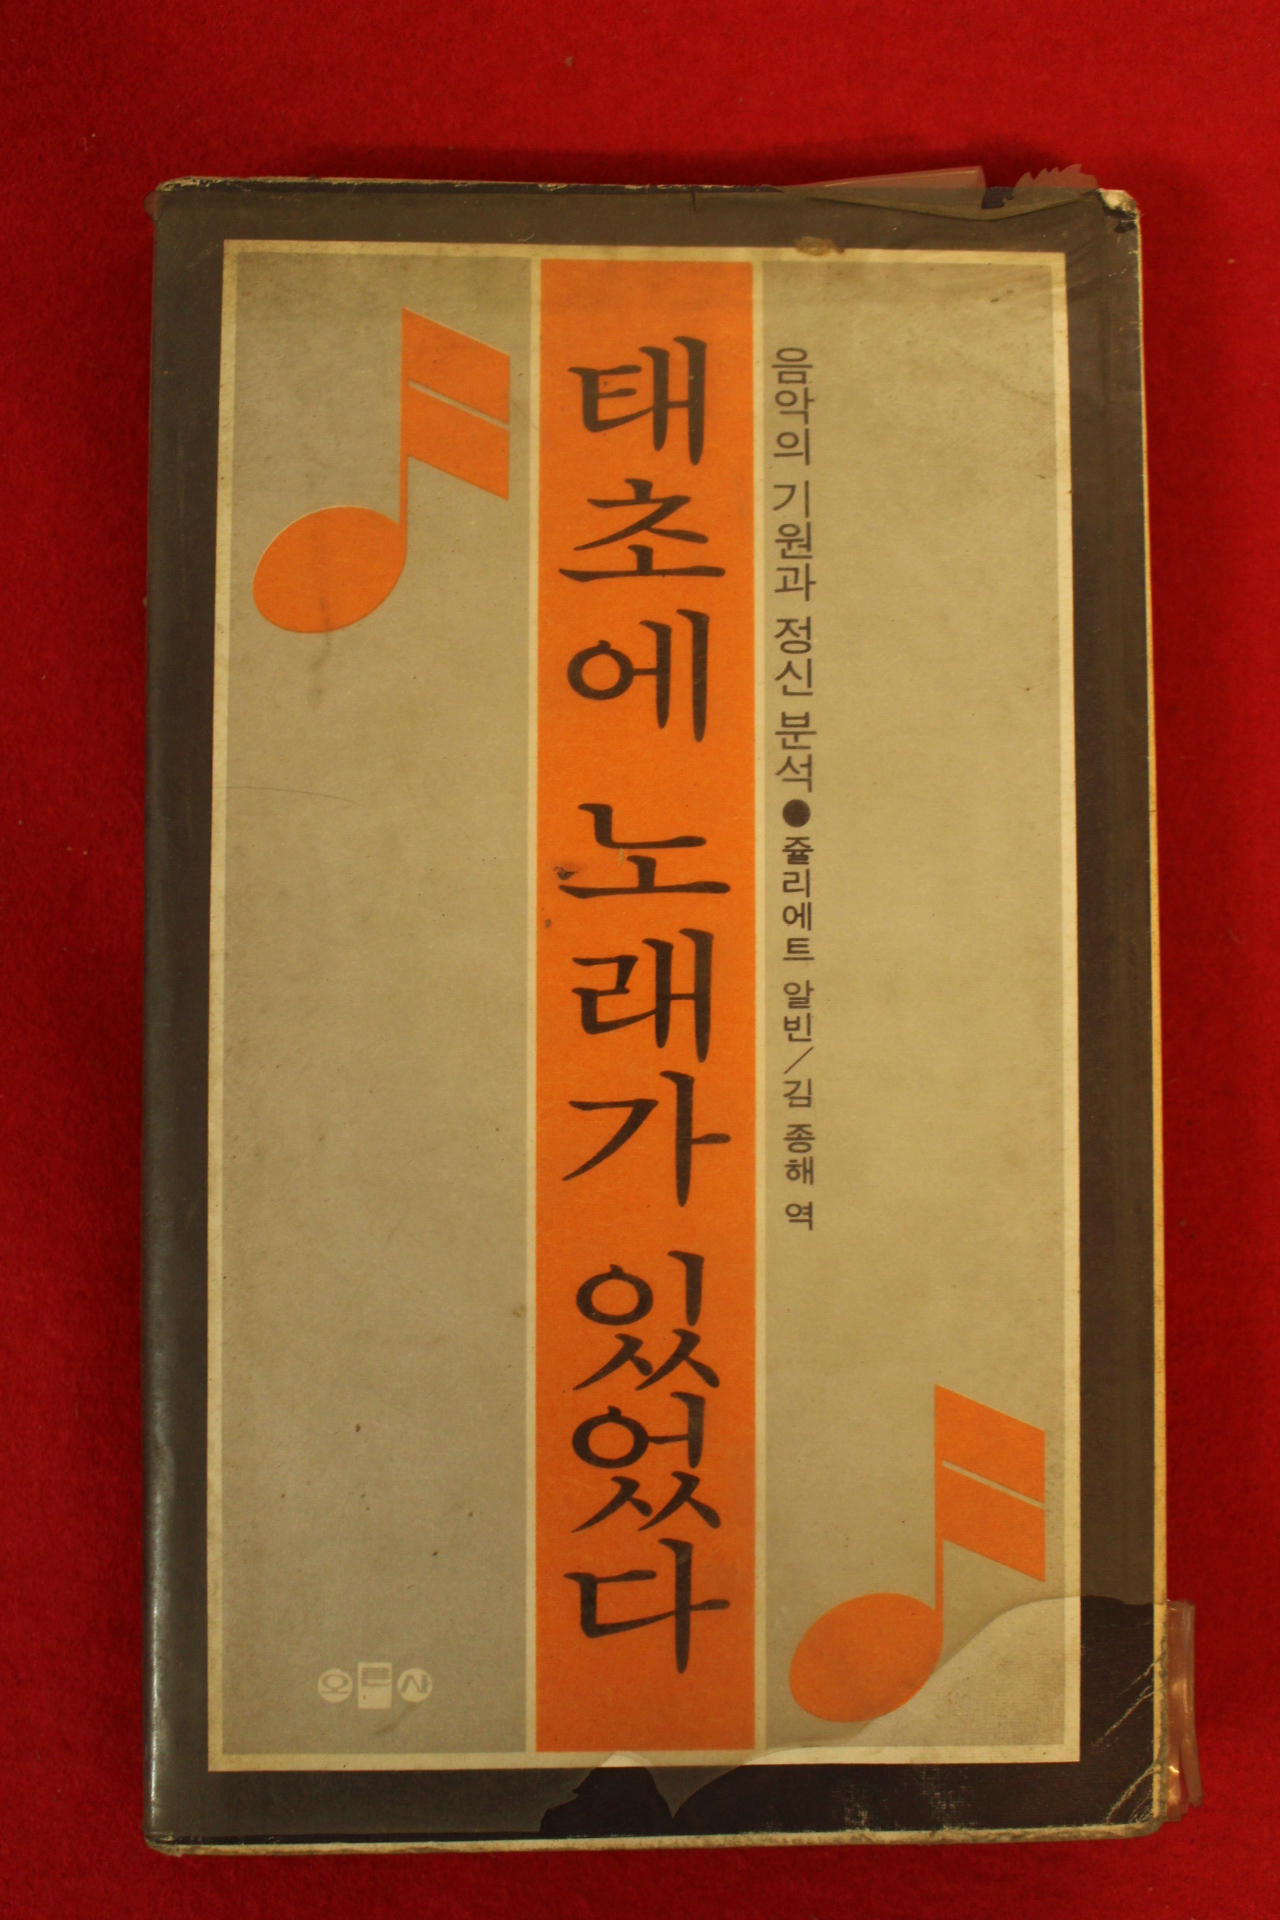 태초에 노래가 있었다
음악의 기원과 정신 분석●쥴리에트 알빈/김 종해 역
오른사